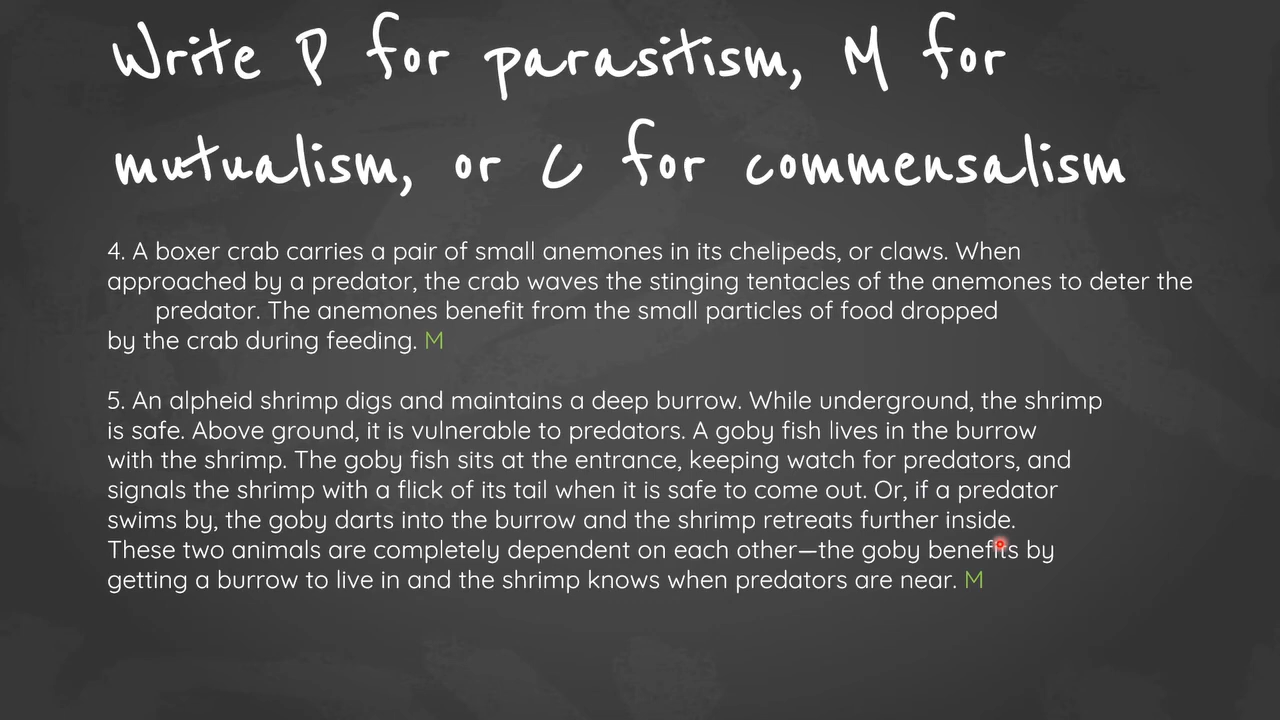 Write P for parasitism, M for
mutualism, or C for commensalism
4. A boxer crab carries a pair of small anemones in its chelipeds, or claws. When
approached by a predator, the crab waves the stinging tentacles of the anemones to deter the
predator. The anemones benefit from the small particles of food dropped
by the crab during feeding. M
5. An alpheid shrimp digs and maintains a deep burrow. While underground, the shrimp
is safe. Above ground, it is vulnerable to predators. A goby fish lives in the burrow
with the shrimp. The goby fish sits at the entrance, keeping watch for predators, and
signals the shrimp with a flick of its tail when it is safe to come out. Or, if a predator
swims by, the goby darts into the burrow and the shrimp retreats further inside.
These two animals are completely dependent on each other—the goby benefits by
getting a burrow to live in and the shrimp knows when predators are near. M